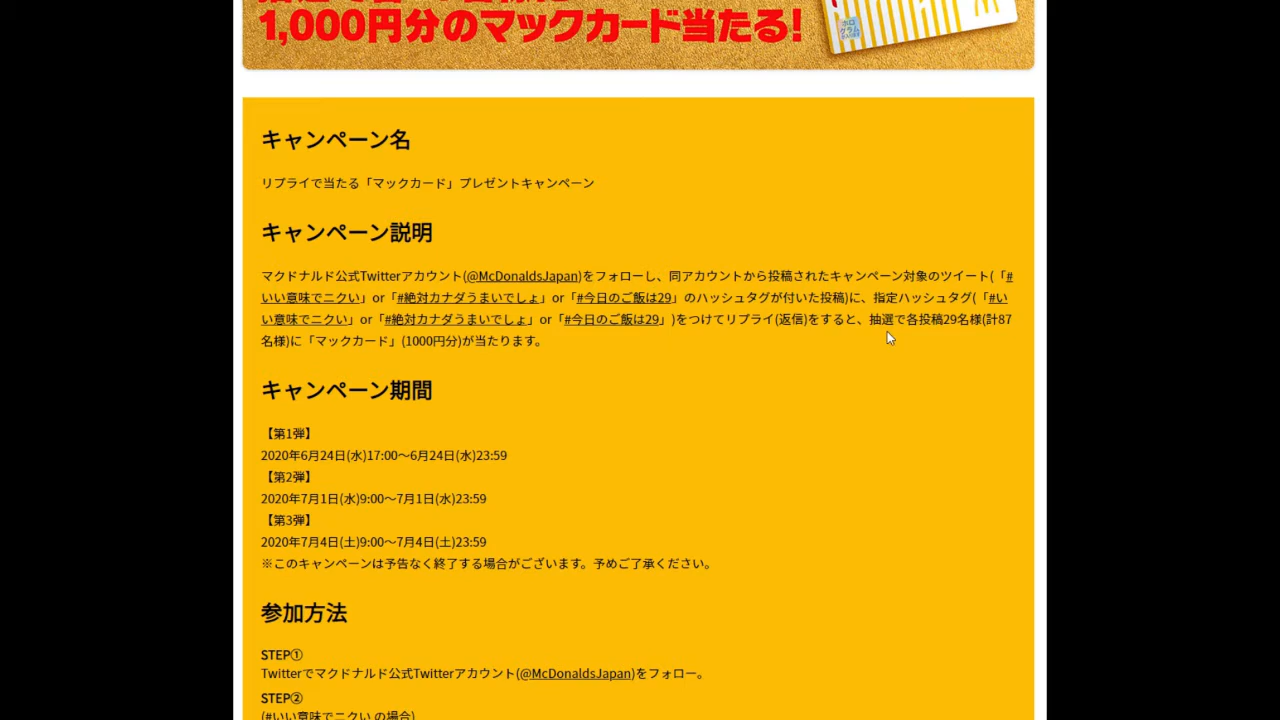 1,000円分のマックカード当たる!
ホロ
グラム
キャンペーン名
リプライで当たる「マックカード」プレゼントキャンペーン
キャンペーン説明
マクドナルド公式Twitterアカウント(@McDonaldsJapan)をフォローし、同アカウントから投稿されたキャンペーン対象のツイート(「#
いい意味でニクい」or「#絶対カナダうまいでしょ」or「#今日のご飯は29」のハッシュタグが付いた投稿)に、指定ハッシュタグ(「#い
い意味でニクい」or「#絶対カナダうまいでしょ」or「#今日のご飯は29」)をつけてリプライ(返信)をすると、抽選で各投稿29名様(計87
名様)に「マックカード」(1000円分)が当たります。
キャンペーン期間
【第1弾】
2020年6月24日(水)17:00〜6月24日(水)23:59
【第2弾】
2020年7月1日(水)9:00〜7月1日(水)23:59
【第3弾】
2020年7月4日(土)9:00〜7月4日(土)23:59
※このキャンペーンは予告なく終了する場合がございます。予めご了承ください。
参加方法
STEP①
Twitterでマクドナルド公式Twitterアカウント(@McDonaldsJapan)をフォロー。
STEP②
(#いい意味でニクい の場合)